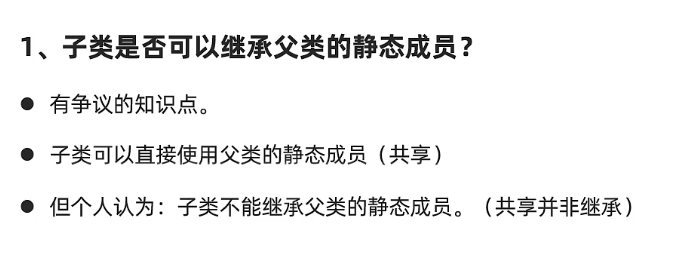 1、子类是否可以继承父类的静态成员？
● 有争议的知识点。
● 子类可以直接使用父类的静态成员（共享）
● 但个人认为：子类不能继承父类的静态成员。（共享并非继承）